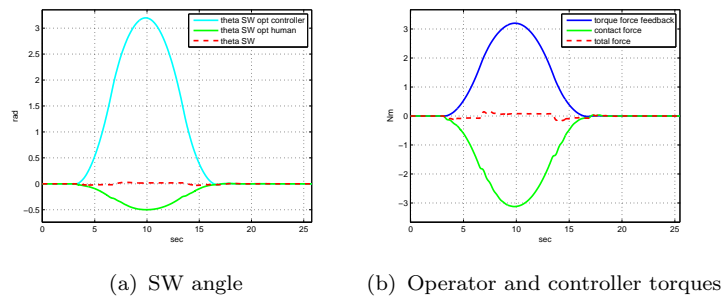 theta SW opt controller
theta SW opt human
theta SW
3
2.5
2
1.5
1
0.5
0
−0.5
rad
0 5 10 15 20 25
sec
(a) SW angle
torque force feedback
contact force
total force
3
2
1
0
−1
−2
−3
Nm
0 5 10 15 20 25
sec
(b) Operator and controller torques